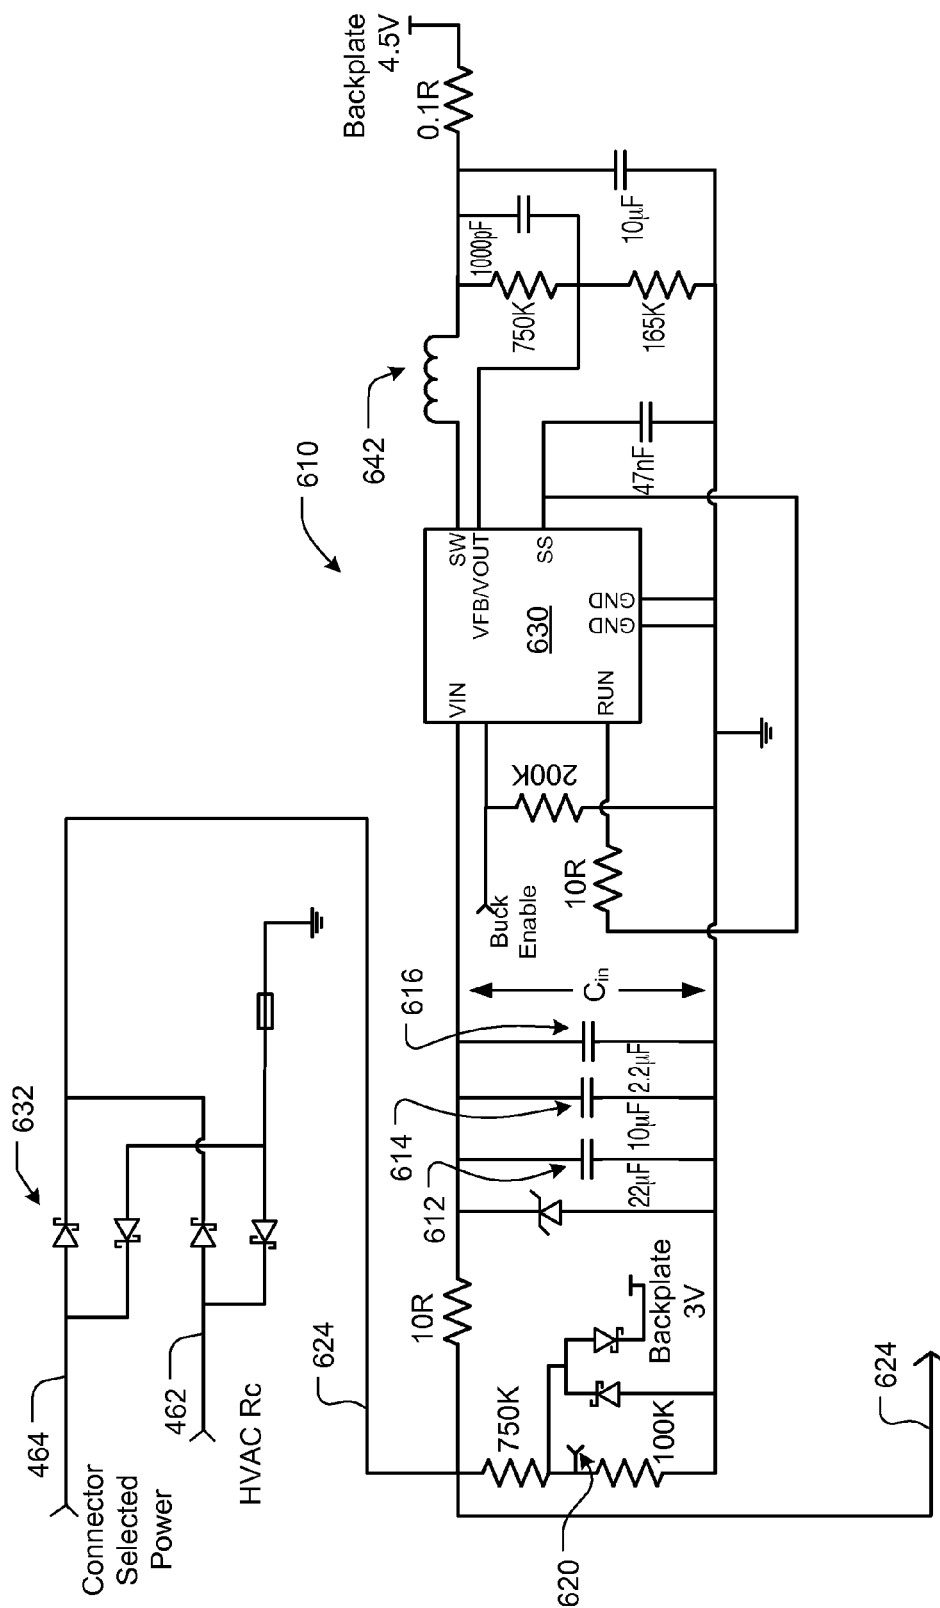 Connector
Selected
Power
464
462
HVAC Rc
632
624
610
642
Backplate
4.5V
0.1R
1000pF
750K
165K
10µF
47nF
SW
VFB/VOUT
SS
GND
GND
630
VIN
RUN
200K
10R
Buck
Enable
Cin
616
614
612
2.2µF
10µF
22µF
10R
Backplate
3V
750K
100K
620
624